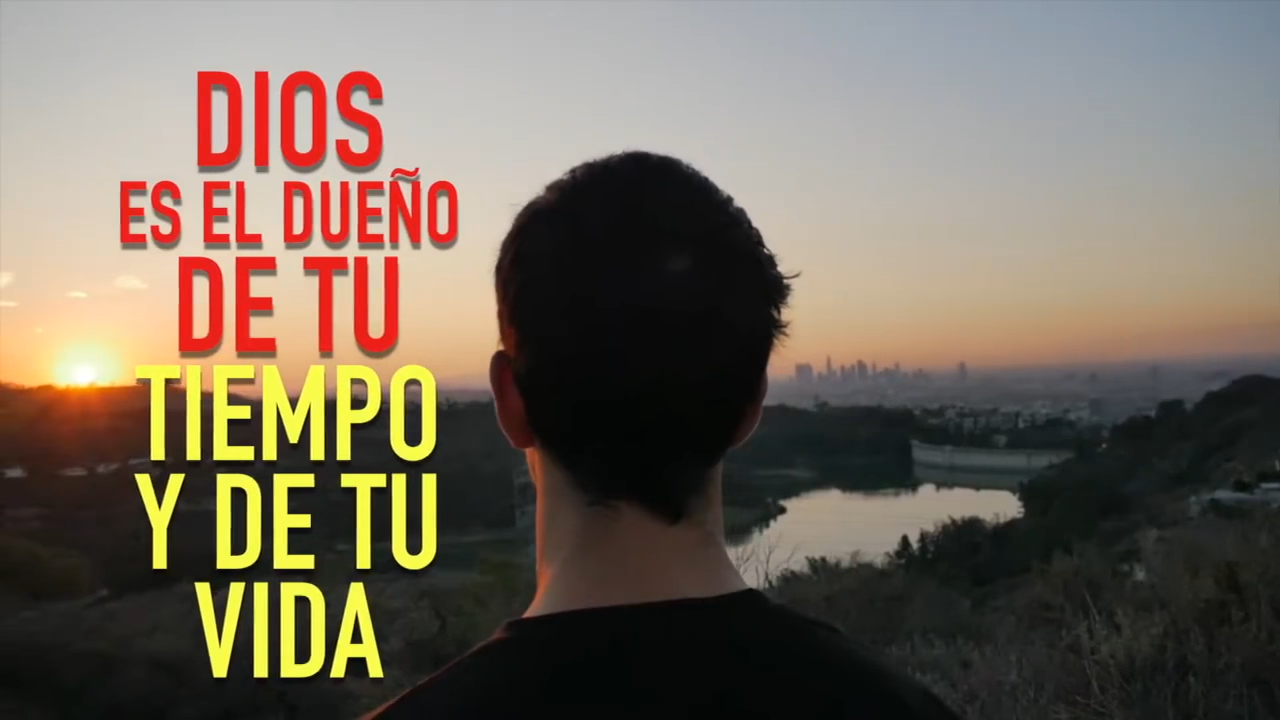 DIOS
ES EL DUEÑO
DE TU
TIEMPO
Y DE TU
VIDA